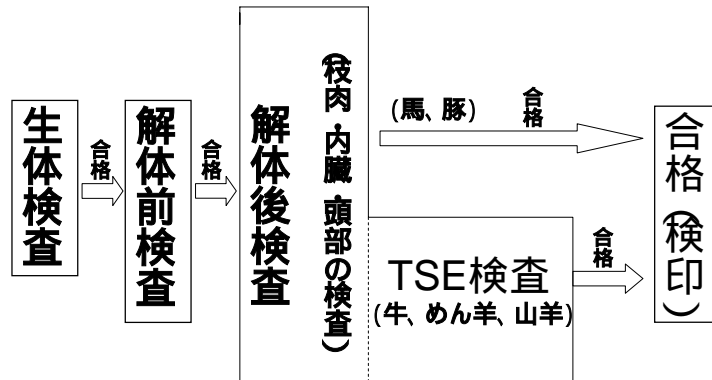 生体検査
合格
解体前検査
合格
解体後検査
(枝肉・内臓・頭部の検査)
(馬、豚)
合格
TSE検査
(牛、めん羊、山羊)
合格
合格(検印)